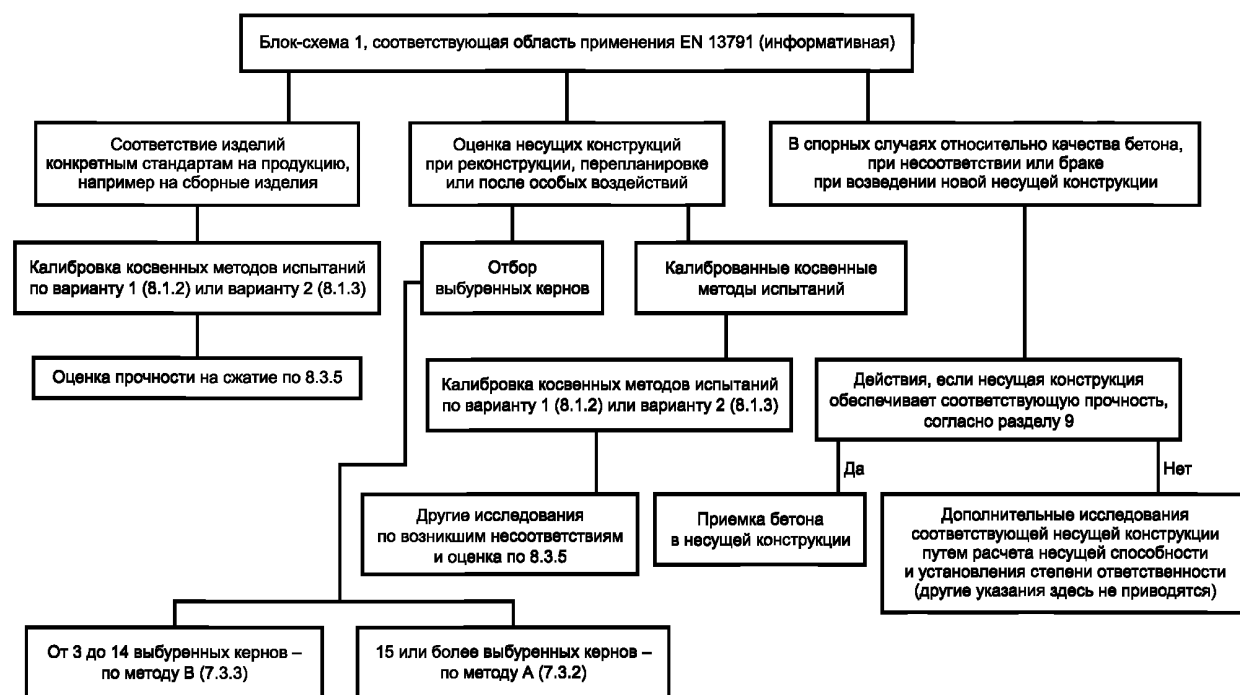 Блок-схема 1, соответствующая область применения EN 13791 (информативная)
Соответствие изделий
конкретным стандартам на продукцию,
например на сборные изделия
Оценка несущих конструкций
при реконструкции, перепланировке
или после особых воздействий
В спорных случаях относительно качества бетона,
при несоответствии или браке
при возведении новой несущей конструкции
Калибровка косвенных методов испытаний
по варианту 1 (8.1.2) или варианту 2 (8.1.3)
Отбор
выбуренных кернов
Калиброванные косвенные
методы испытаний
Оценка прочности на сжатие по 8.3.5
Калибровка косвенных методов испытаний
по варианту 1 (8.1.2) или варианту 2 (8.1.3)
Действия, если несущая конструкция
обеспечивает соответствующую прочность,
согласно разделу 9
Да
Нет
Другие исследования
по возникшим несоответствиям
и оценка по 8.3.5
Приемка бетона
в несущей конструкции
Дополнительные исследования
соответствующей несущей конструкции
путем расчета несущей способности
и установления степени ответственности
(другие указания здесь не приводятся)
От 3 до 14 выбуренных кернов –
по методу B (7.3.3)
15 или более выбуренных кернов –
по методу A (7.3.2)